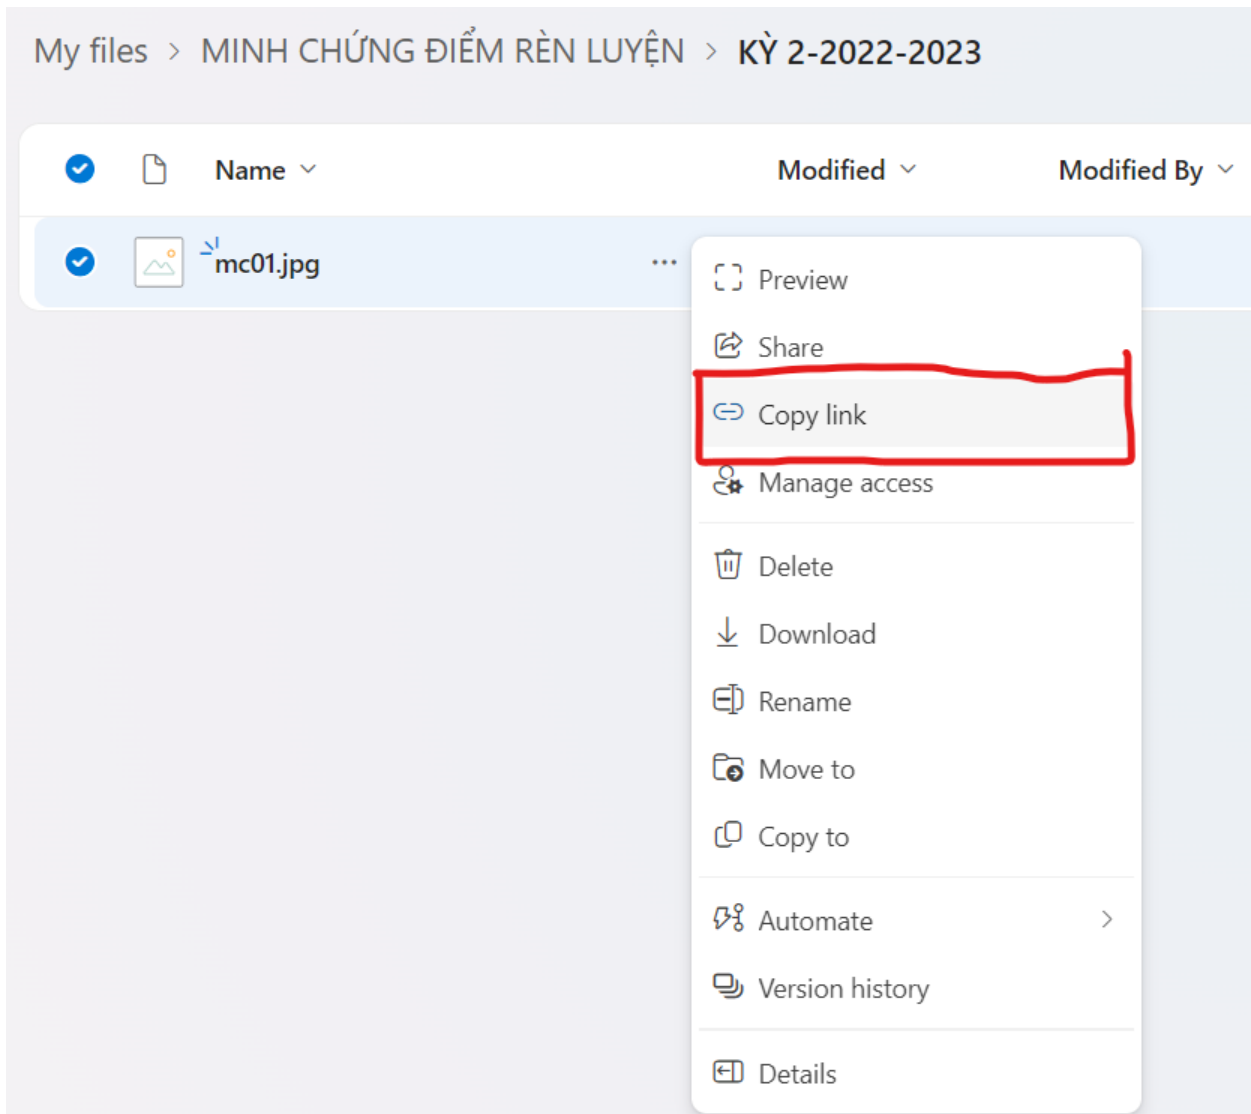 My files > MINH CHỨNG ĐIỂM RÈN LUYỆN > KỲ 2-2022-2023
Name Modified Modified By
mc01.jpg ...
Preview
Share
Copy link
Manage access
Delete
Download
Rename
Move to
Copy to
Automate >
Version history
Details